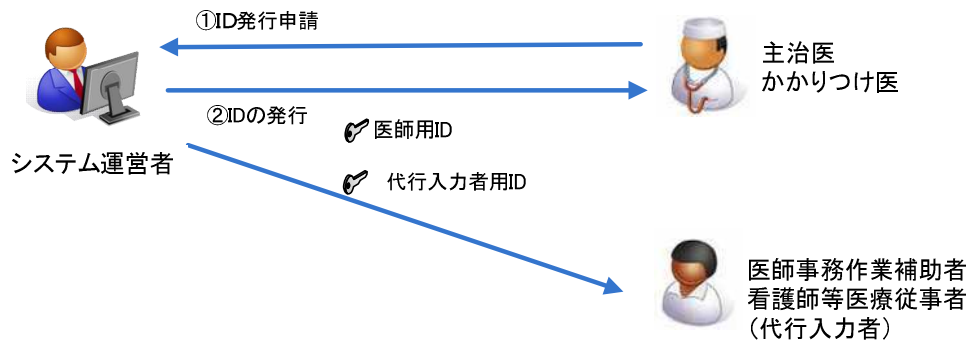 ①ID発行申請
主治医
かかりつけ医
②IDの発行
医師用ID
システム運営者
代行入力者用ID
医師事務作業補助者
看護師等医療従事者
（代行入力者）